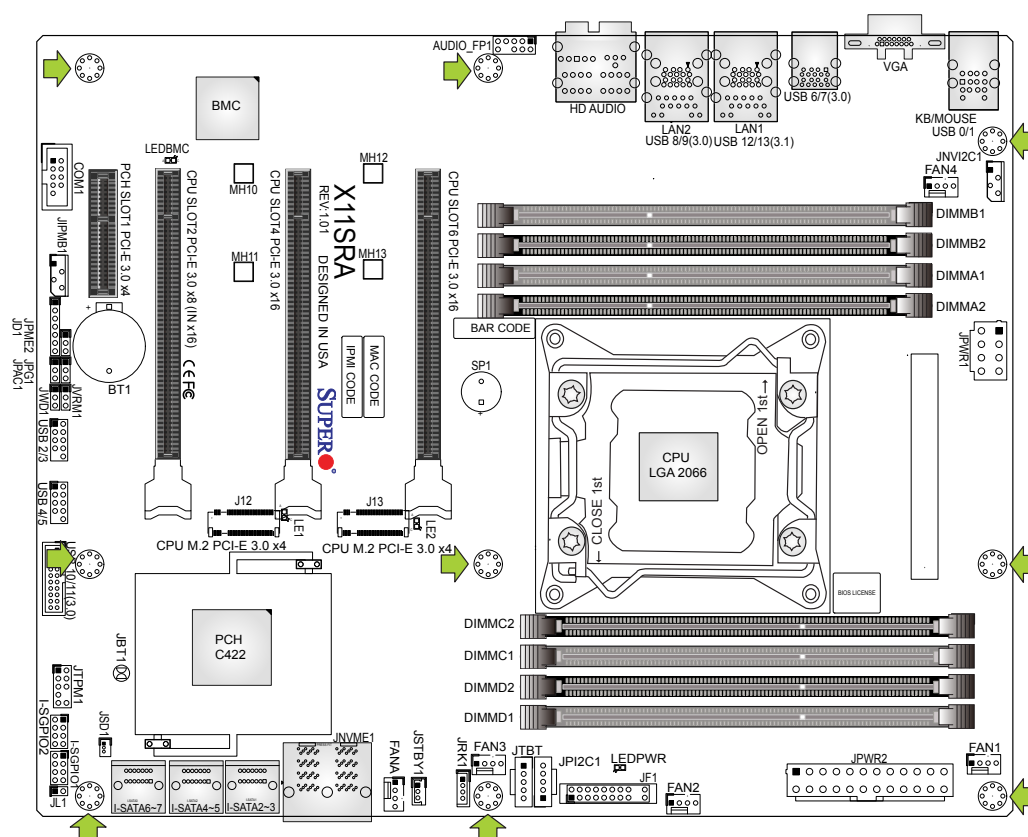 AUDIO_FP1
HD AUDIO
LAN2
USB 8/9(3.0)
LAN1
USB 12/13(3.1)
USB 6/7(3.0)
VGA
KB/MOUSE
USB 0/1
BMC
LEDBMC
COM1
PCH SLOT11 PCI-E 3.0 x4
CPU SLOT2 PCI-E 3.0 x8 (IN x16)
MH10
MH11
CPU SLOT4 PCI-E 3.0 x16
X11SRA
REV:1.01
DESIGNED IN USA
MH12
MH13
CPU SLOT6 PCI-E 3.0 x16
FAN4
JNVI2C1
DIMMB1
DIMMB2
DIMMA1
DIMMA2
JIPMB1
JPME2
JD1
JPG1
JPAC1
BT1
CE FC
IPMI CODE
MAC CODE
SUPER
BAR CODE
SP1
JPWR1
JWD1
JVRM1
USB 2/3
USB 4/5
OPEN 1st
CLOSE 1st
CPU
LGA 2066
J12
LE1
CPU M.2 PCI-E 3.0 x4
J13
LE2
CPU M.2 PCI-E 3.0 x4
10/11(3.0)
BIOS LICENSE
PCH
C422
JBT1
DIMMC2
DIMMC1
DIMMD2
DIMMD1
JTPM1
I-SGPIO2
I-SGPIO1
JL1
JSD1
I-SATA6~7
I-SATA4~5
I-SATA2~3
JNVME1
FANA
JSTBY1
JRK1
FAN3
JTBT
JPI2C1
LEDPWR
JF1
FAN2
JPWR2
FAN1